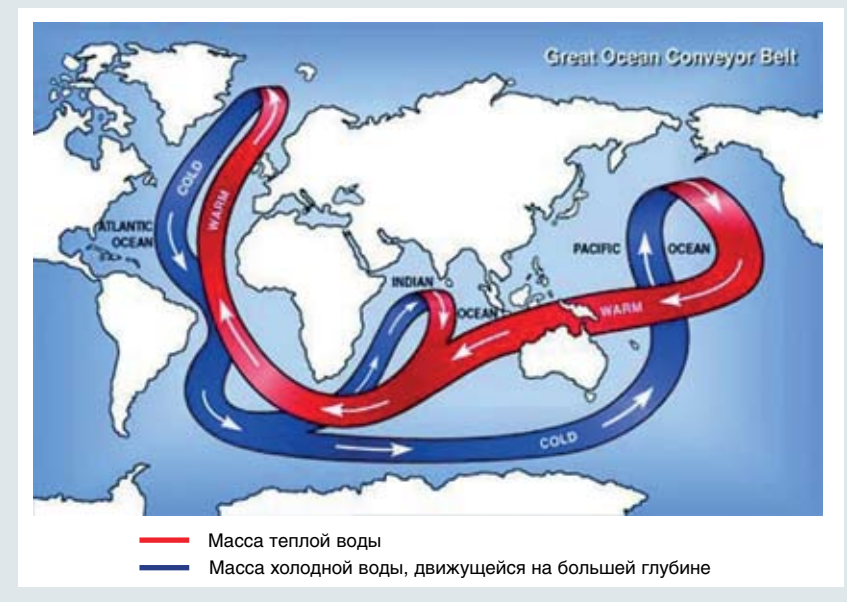 Great Ocean Conveyor Belt
COLD
WARM
ATLANTIC
OCEAN
PACIFIC
OCEAN
INDIAN
OCEAN
WARM
COLD
Масса теплой воды
Масса холодной воды, движущейся на большей глубине